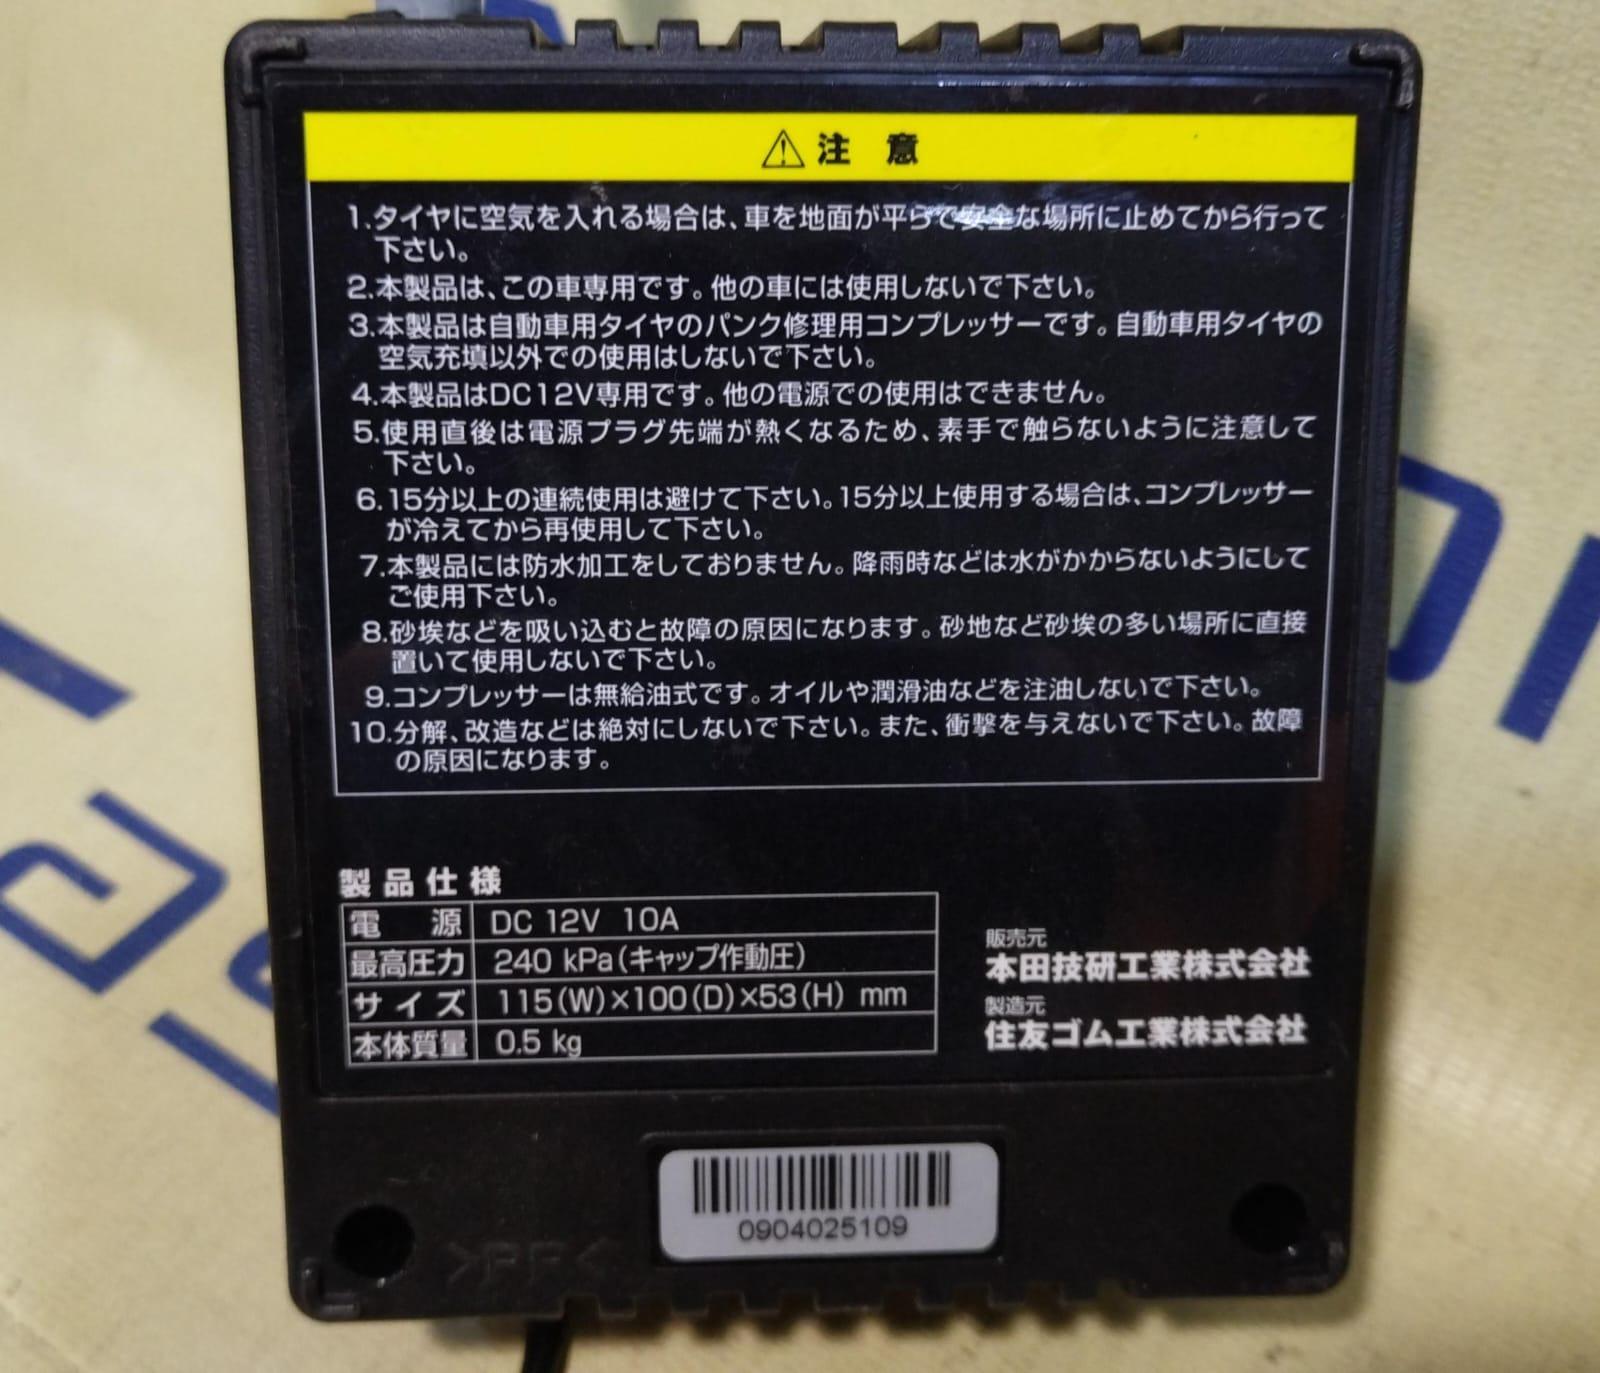 ⚠注 意
1.タイヤに空気を入れる場合は、車を地面が平らで安全な場所に止めてから行って
下さい。
2.本製品は、この車専用です。他の車には使用しないで下さい。
3.本製品は自動車用タイヤのパンク修理用コンプレッサーです。自動車用タイヤの
空気充填以外での使用はしないで下さい。
4.本製品はDC12V専用です。他の電源での使用はできません。
5.使用直後は電源プラグ先端が熱くなるため、素手で触らないように注意して
下さい。
6.15分以上の連続使用は避けて下さい。15分以上使用する場合は、コンプレッサー
が冷えてから再使用して下さい。
7.本製品には防水加工をしておりません。降雨時などは水がかからないようにして
ご使用下さい。
8.砂埃などを吸い込むと故障の原因になります。砂地など砂埃の多い場所に直接
置いて使用しないで下さい。
9.コンプレッサーは無給油式です。オイルや潤滑油などを注油しないで下さい。
10.分解、改造などは絶対にしないで下さい。また、衝撃を与えないで下さい。故障
の原因になります。
製品仕様
電 源 DC 12V 10A
最高圧力 240 kPa(キャップ作動圧)
サイズ 115(W)×100(D)×53(H) mm
本体質量 0.5 kg
販売元
本田技研工業株式会社
製造元
住友ゴム工業株式会社
0904025109